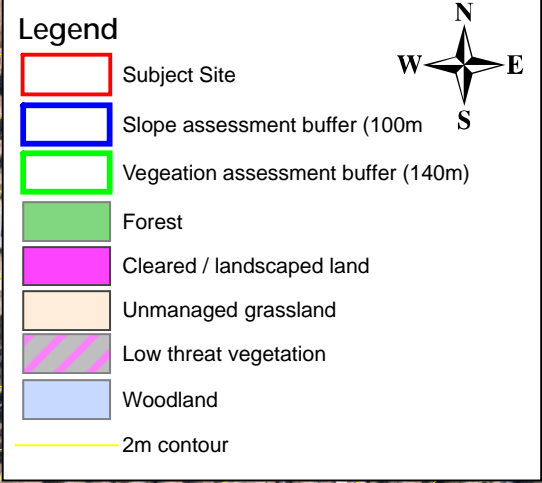 Legend
N
W E
S
Subject Site
Slope assessment buffer (100m
Vegeation assessment buffer (140m)
Forest
Cleared / landscaped land
Unmanaged grassland
Low threat vegetation
Woodland
2m contour